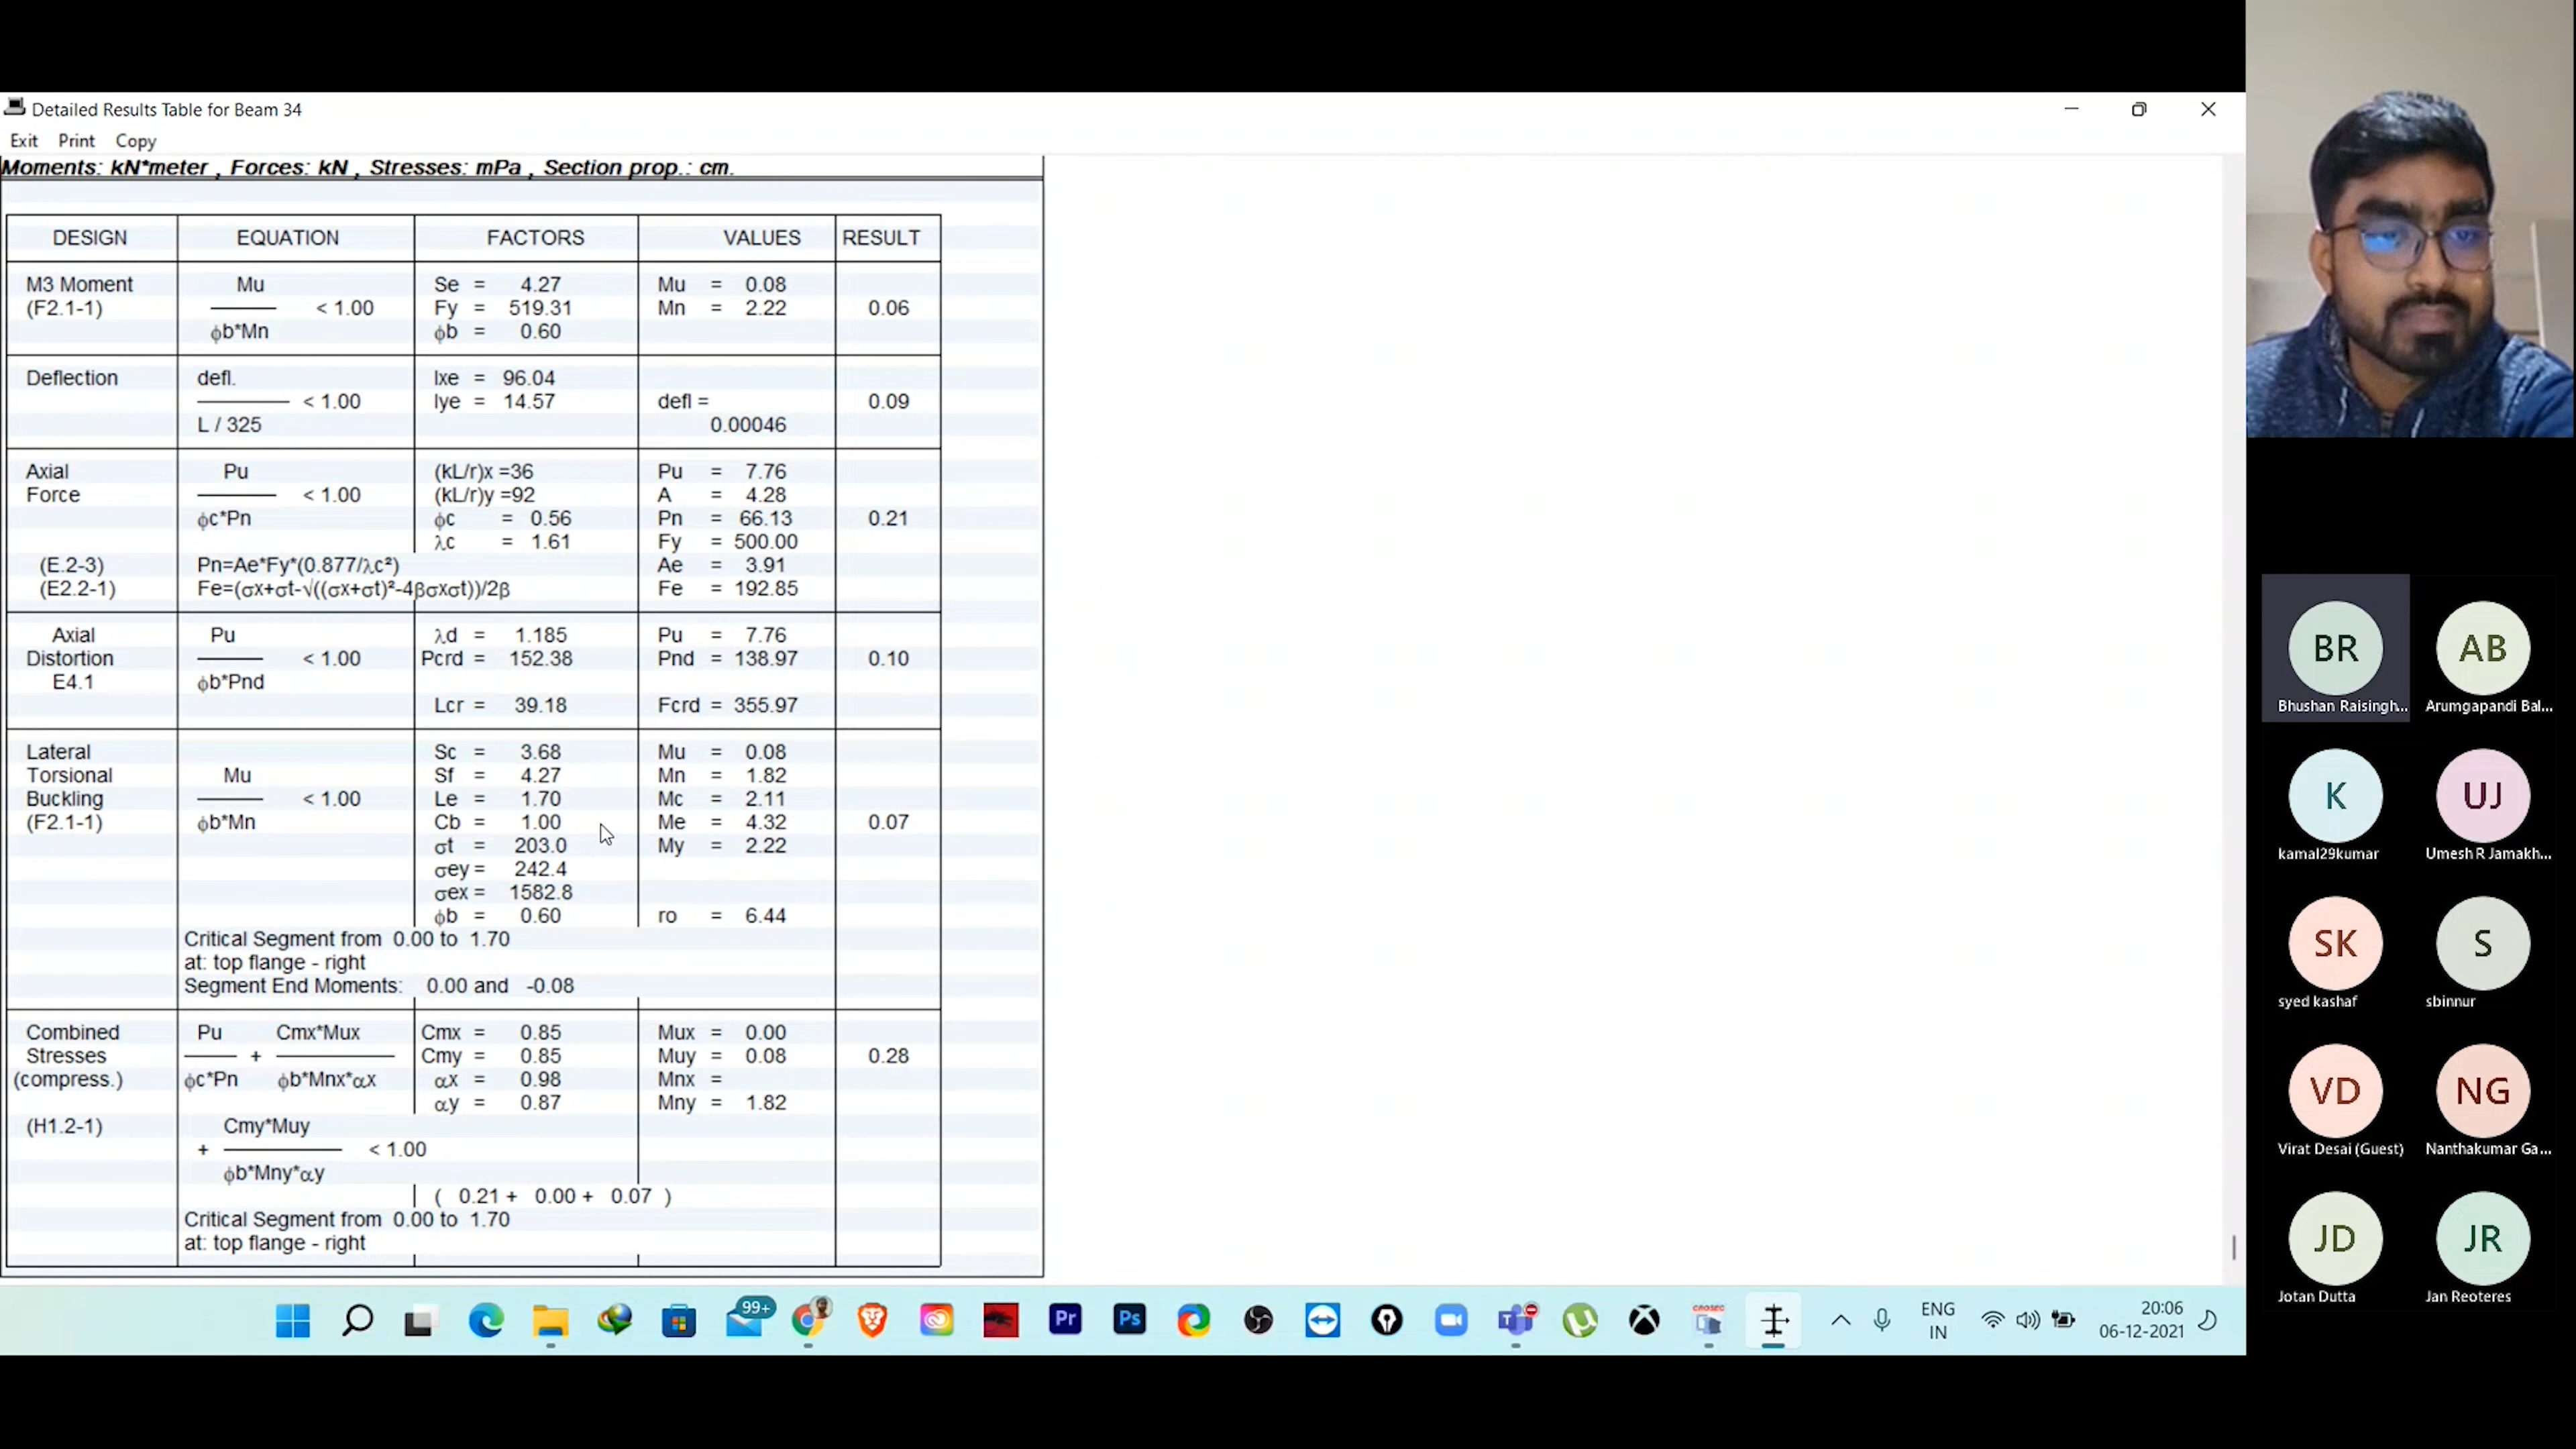 Detailed Results Table for Beam 34
Exit Print Copy
Moments: kN*meter , Forces: kN , Stresses: mPa , Section prop.: cm.
DESIGN EQUATION FACTORS VALUES RESULT
M3 Moment Mu Se = 4.27 Mu = 0.08
(F2.1-1) < 1.00 Fy = 519.31 Mn = 2.22 0.06
ϕb*Mn ϕb = 0.60
Deflection defl. Ixe = 96.04
< 1.00 Iye = 14.57 defl = 0.09
L / 325 0.00046
Axial Pu (kL/r)x =36 Pu = 7.76
Force < 1.00 (kL/r)y =92 A = 4.28
ϕc*Pn ϕc = 0.56 Pn = 66.13 0.21
λc = 1.61 Fy = 500.00
(E.2-3) Pn=Ae*Fy*(0.877/λc²) Ae = 3.91
(E2.2-1) Fe=(σx+σt-√((σx+σt)²-4βσxσt))/2β Fe = 192.85
Axial Pu λd = 1.185 Pu = 7.76
Distortion < 1.00 Pcrd = 152.38 Pnd = 138.97 0.10
E4.1 ϕb*Pnd
Lcr = 39.18 Fcrd = 355.97
Lateral Sc = 3.68 Mu = 0.08
Torsional Mu Sf = 4.27 Mn = 1.82
Buckling < 1.00 Le = 1.70 Mc = 2.11
(F2.1-1) ϕb*Mn Cb = 1.00 Me = 4.32 0.07
σt = 203.0 My = 2.22
σey = 242.4
σex = 1582.8
ϕb = 0.60 ro = 6.44
Critical Segment from 0.00 to 1.70
at: top flange - right
Segment End Moments: 0.00 and -0.08
Combined Pu Cmx*Mux Cmx = 0.85 Mux = 0.00
Stresses + Cmy = 0.85 Muy = 0.08 0.28
(compress.) ϕc*Pn ϕb*Mnx*αx αx = 0.98 Mnx =
αy = 0.87 Mny = 1.82
(H1.2-1) Cmy*Muy
+ < 1.00
ϕb*Mny*αy
( 0.21 + 0.00 + 0.07 )
Critical Segment from 0.00 to 1.70
at: top flange - right
BR AB
Bhushan Raisingh... Arumgapandi Bal...
K UJ
kamal29kumar Umesh R Jamakh...
SK S
syed kashaf sbinnur
VD NG
Virat Desai (Guest) Nanthakumar Ga...
JD JR
Jotan Dutta Jan Reoteres
99+
Pr
Ps
CROSEC
ENG
IN
20:06
06-12-2021